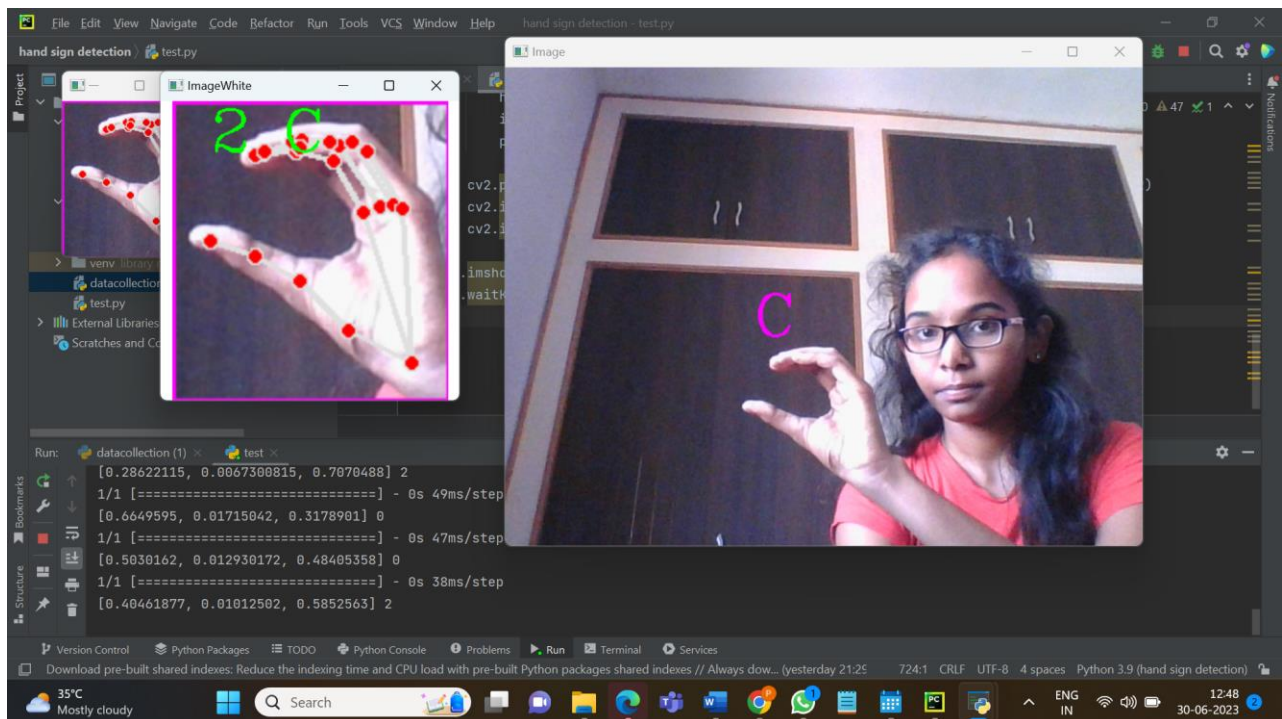 File Edit View Navigate Code Refactor Run Tools VCS Window Help hand sign detection - test.py
hand sign detection test.py
Image
ImageWhite
Project
Notifications
47 1
2 C
cv2.p
cv2.i
cv2.i
.imsho
.waitK
venv library
datacollection
test.py
External Libraries
Scratches and Co
C
Run: datacollection (1) test
[0.28622115, 0.0067300815, 0.7070488] 2
1/1 [==============================] - 0s 49ms/step
[0.6649595, 0.01715042, 0.3178901] 0
1/1 [==============================] - 0s 47ms/step
[0.5030162, 0.012930172, 0.48405358] 0
1/1 [==============================] - 0s 38ms/step
[0.40461877, 0.01012502, 0.5852563] 2
Bookmarks
Structure
Version Control Python Packages TODO Python Console Problems Run Terminal Services
Download pre-built shared indexes: Reduce the indexing time and CPU load with pre-built Python packages shared indexes // Always dow... (yesterday 21:29 724:1 CRLF UTF-8 4 spaces Python 3.9 (hand sign detection)
35°C
Mostly cloudy
Search
ENG
IN
12:48
30-06-2023
2